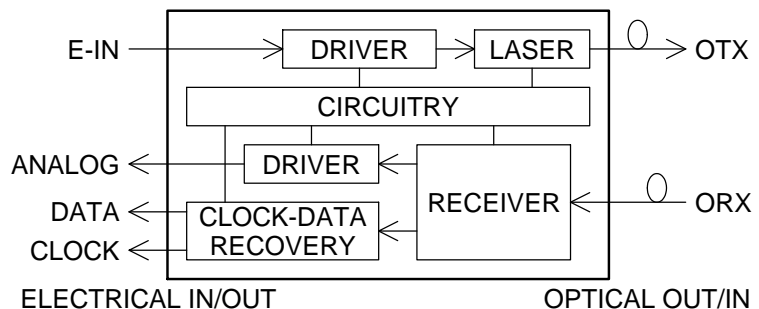 E-IN
DRIVER
LASER
OTX
CIRCUITRY
ANALOG
DRIVER
RECEIVER
ORX
DATA
CLOCK-DATA
RECOVERY
CLOCK
ELECTRICAL IN/OUT
OPTICAL OUT/IN